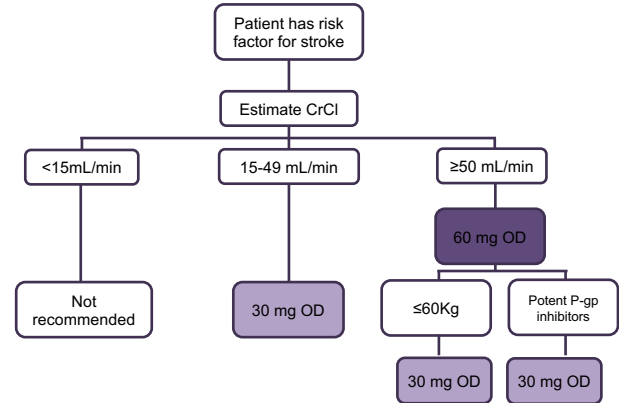 Patient has risk
factor for stroke
Estimate CrCl
<15mL/min
15-49 mL/min
≥50 mL/min
60 mg OD
Not
recommended
30 mg OD
≤60Kg
Potent P-gp
inhibitors
30 mg OD
30 mg OD